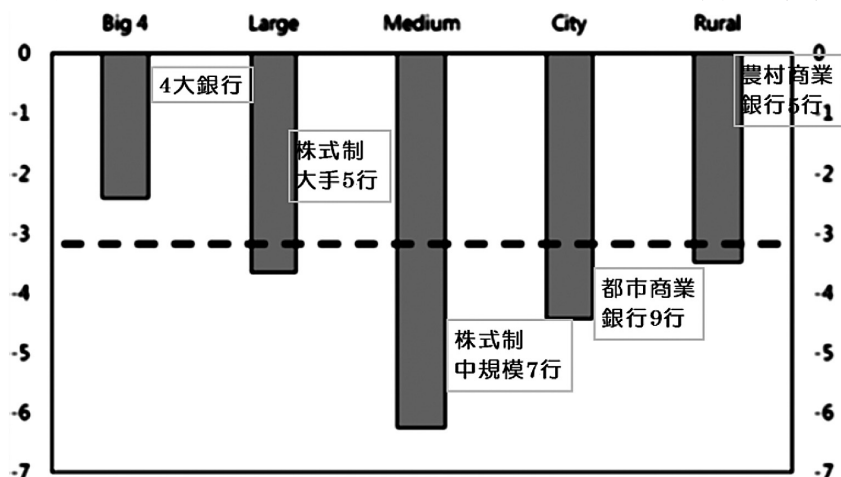 Big 4 Large Medium City Rural
0 0
4大銀行
農村商業
銀行5行
-1 -1
株式制
大手5行
-2 -2
-3 -3
都市商業
銀行9行
-4 -4
株式制
中規模7行
-5 -5
-6 -6
-7 -7